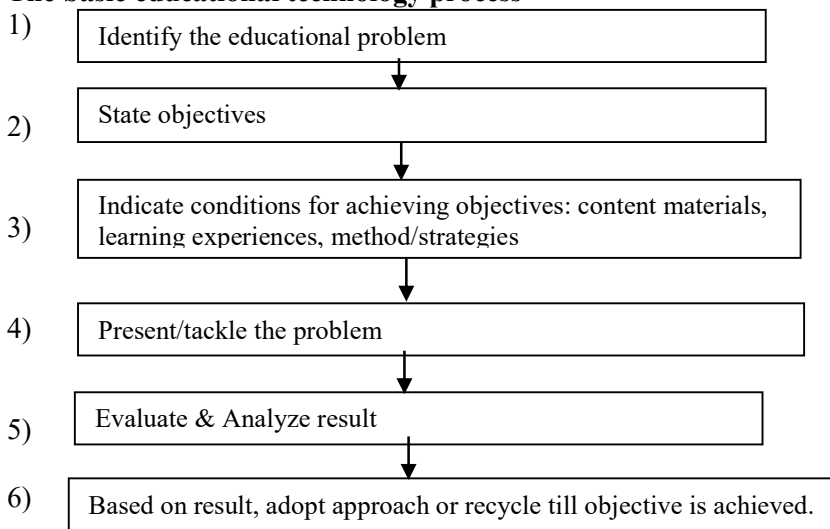 The basic educational technology process
1) Identify the educational problem
2) State objectives
3) Indicate conditions for achieving objectives: content materials,
learning experiences, method/strategies
4) Present/tackle the problem
5) Evaluate & Analyze result
6) Based on result, adopt approach or recycle till objective is achieved.